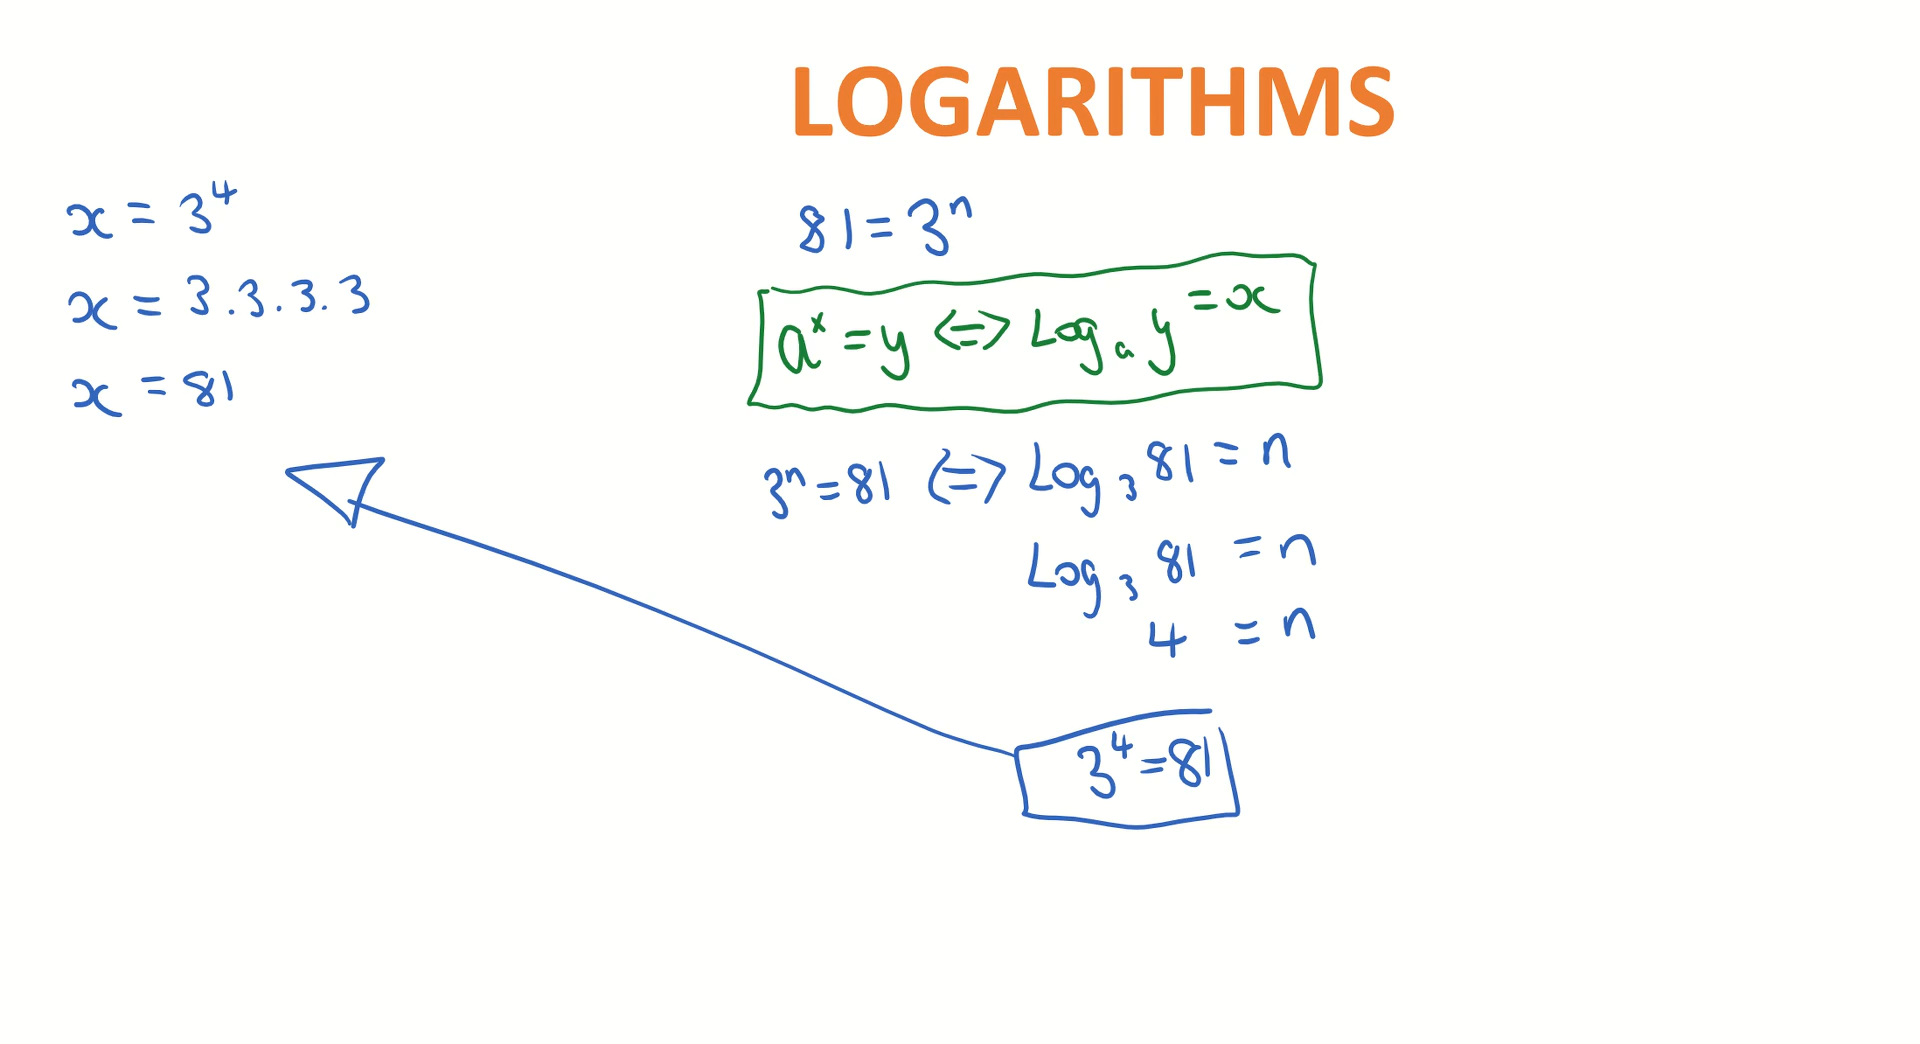 LOGARITHMS
x = 3⁴
x = 3.3.3.3
x = 81
81 = 3ⁿ
aˣ = y <=> Logₐ y = x
3ⁿ = 81 <=> Log₃ 81 = n
Log₃ 81 = n
4 = n
3⁴ = 81